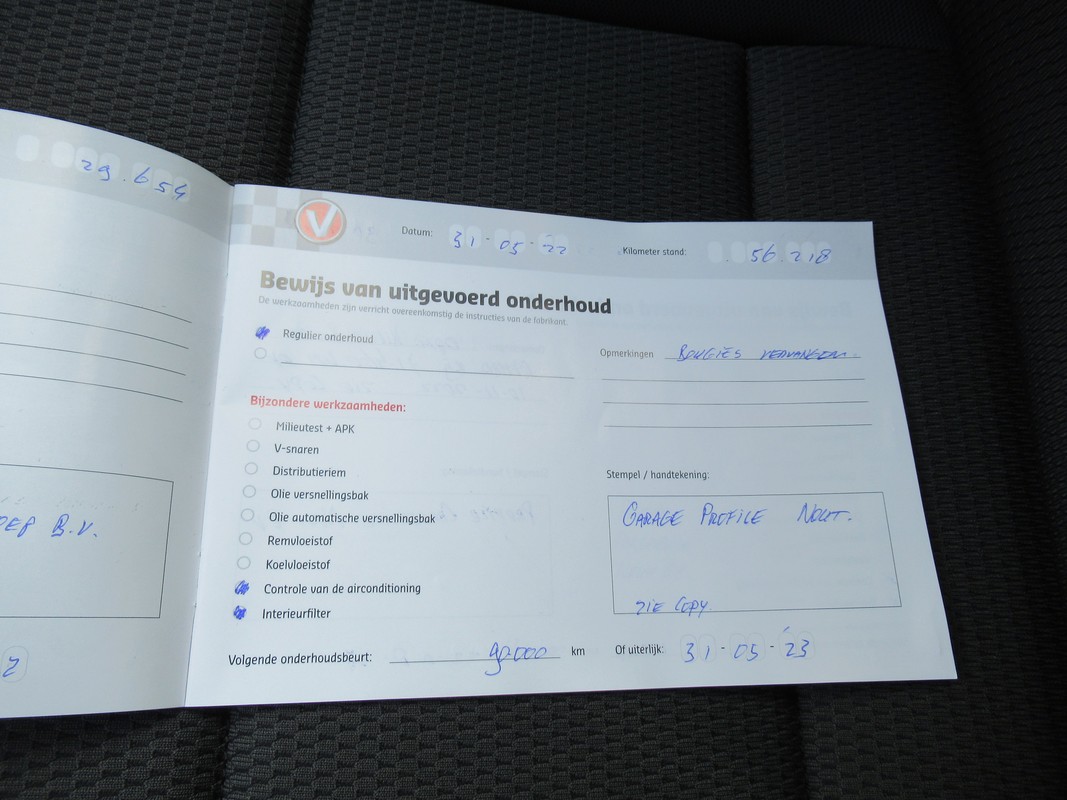 29.654
V
Datum: 31-05-'22
Kilometer stand: 56.218
Bewijs van uitgevoerd onderhoud
De werkzaamheden zijn verricht overeenkomstig de instructies van de fabrikant.
Regulier onderhoud
Opmerkingen BOUGIES VERVANGEN.
Bijzondere werkzaamheden:
Milieutest + APK
V-snaren
Distributieriem
Olie versnellingsbak
Olie automatische versnellingsbak
Remvloeistof
Koelvloeistof
Controle van de airconditioning
Interieurfilter
Stempel / handtekening:
GARAGE PROFILE
ZIE COPY
B.V.
Volgende onderhoudsbeurt: 90.000 km
Of uiterlijk: 31-05-'23
2